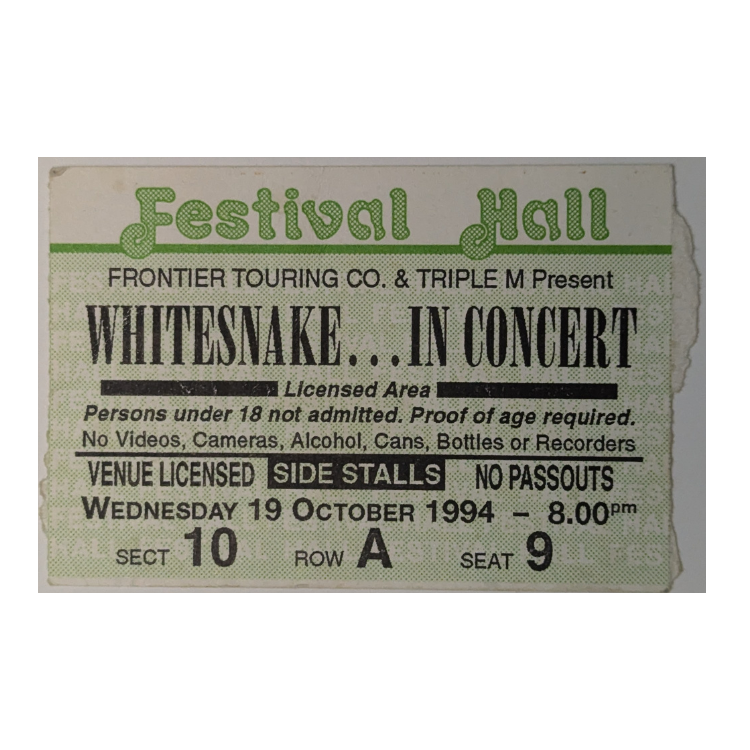 Festival Hall
FRONTIER TOURING CO. & TRIPLE M Present
WHITESNAKE...IN CONCERT
Licensed Area
Persons under 18 not admitted. Proof of age required.
No Videos, Cameras, Alcohol, Cans, Bottles or Recorders
VENUE LICENSED SIDE STALLS NO PASSOUTS
WEDNESDAY 19 OCTOBER 1994 – 8.00pm
SECT 10 ROW A SEAT 9